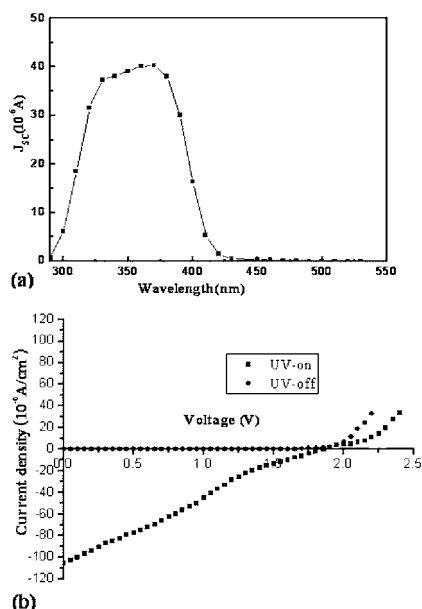 50
40
30
20
10
0
J_SC (10^-6 A)
300 350 400 450 500 550
Wavelength(nm)
(a)
120
100
80
60
40
20
0
-20
-40
-60
-80
-100
-120
Current density (10^-6 A/cm^2)
UV-on
UV-off
Voltage (V)
0.0 0.5 1.0 1.5 2.0 2.5
(b)